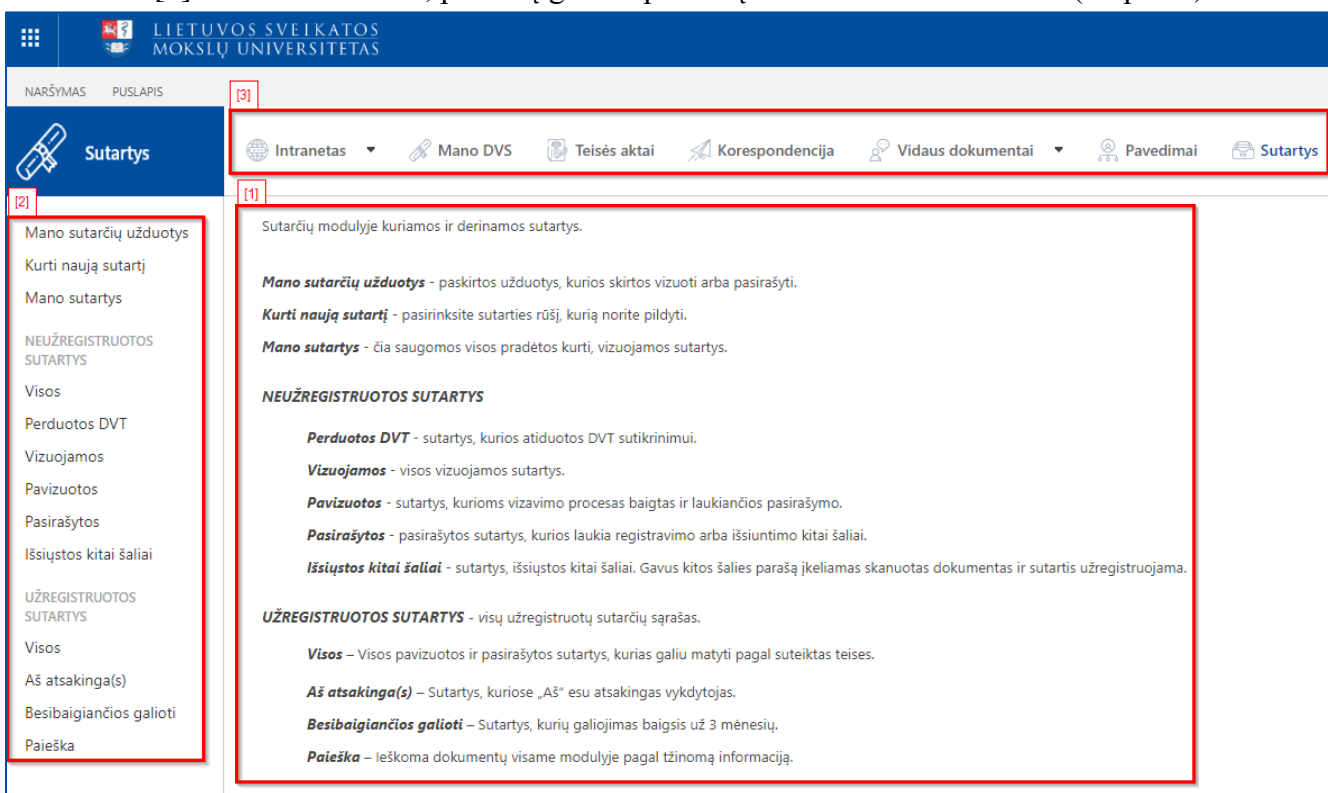 LIETUVOS SVEIKATOS
MOKSLŲ UNIVERSITETAS
NARŠYMAS PUSLAPIS
[3]
Sutartys
Intranetas Mano DVS Teisės aktai Korespondencija Vidaus dokumentai Pavedimai Sutartys
[2]
Mano sutarčių užduotys
Kurti naują sutartį
Mano sutartys
NEUŽREGISTRUOTOS
SUTARTYS
Visos
Perduotos DVT
Vizuojamos
Pavizuotos
Pasirašytos
Išsiųstos kitai šaliai
UŽREGISTRUOTOS
SUTARTYS
Visos
Aš atsakinga(s)
Besibaigiančios galioti
Paieška
[1]
Sutarčių modulyje kuriamos ir derinamos sutartys.
Mano sutarčių užduotys - paskirtos užduotys, kurios skirtos vizuoti arba pasirašyti.
Kurti naują sutartį - pasirinksite sutarties rūšį, kurią norite pildyti.
Mano sutartys - čia saugomos visos pradėtos kurti, vizuojamos sutartys.
NEUŽREGISTRUOTOS SUTARTYS
Perduotos DVT - sutartys, kurios atiduotos DVT sutikrinimui.
Vizuojamos - visos vizuojamos sutartys.
Pavizuotos - sutartys, kurioms vizavimo procesas baigtas ir laukiančios pasirašymo.
Pasirašytos - pasirašytos sutartys, kurios laukia registravimo arba išsiuntimo kitai šaliai.
Išsiųstos kitai šaliai - sutartys, išsiųstos kitai šaliai. Gavus kitos šalies parašą įkeliamas skanuotas dokumentas ir sutartis užregistruojama.
UŽREGISTRUOTOS SUTARTYS - visų užregistruotų sutarčių sąrašas.
Visos – Visos pavizuotos ir pasirašytos sutartys, kurias galiu matyti pagal suteiktas teises.
Aš atsakinga(s) – Sutartys, kuriose „Aš“ esu atsakingas vykdytojas.
Besibaigiančios galioti – Sutartys, kurių galiojimas baigsis už 3 mėnesių.
Paieška – Ieškoma dokumentų visame modulyje pagal tžinomą informaciją.